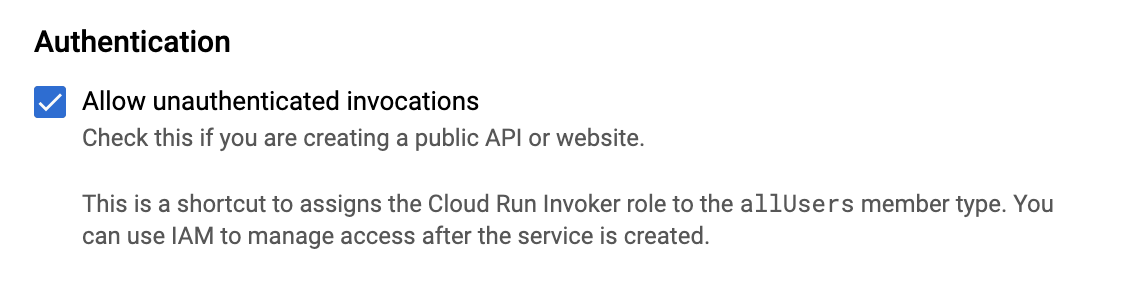 Authentication
Allow unauthenticated invocations
Check this if you are creating a public API or website.
This is a shortcut to assigns the Cloud Run Invoker role to the allUsers member type. You
can use IAM to manage access after the service is created.